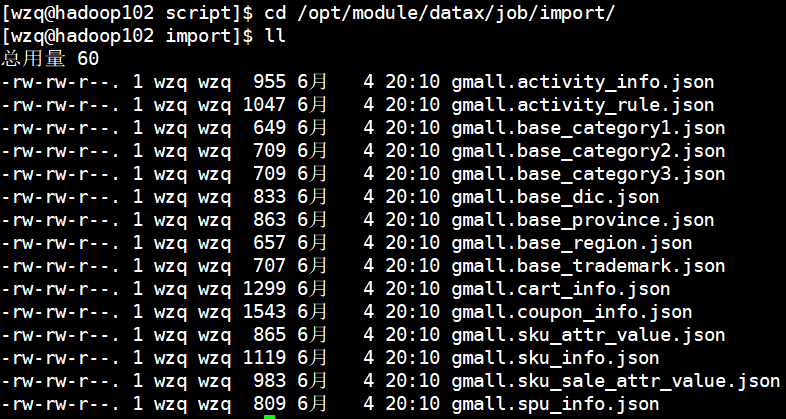 [wzq@hadoop102 script]$ cd /opt/module/datax/job/import/
[wzq@hadoop102 import]$ ll
总用量 60
-rw-rw-r--. 1 wzq wzq  955 6月   4 20:10 gmall.activity_info.json
-rw-rw-r--. 1 wzq wzq 1047 6月   4 20:10 gmall.activity_rule.json
-rw-rw-r--. 1 wzq wzq  649 6月   4 20:10 gmall.base_category1.json
-rw-rw-r--. 1 wzq wzq  709 6月   4 20:10 gmall.base_category2.json
-rw-rw-r--. 1 wzq wzq  709 6月   4 20:10 gmall.base_category3.json
-rw-rw-r--. 1 wzq wzq  833 6月   4 20:10 gmall.base_dic.json
-rw-rw-r--. 1 wzq wzq  863 6月   4 20:10 gmall.base_province.json
-rw-rw-r--. 1 wzq wzq  657 6月   4 20:10 gmall.base_region.json
-rw-rw-r--. 1 wzq wzq  707 6月   4 20:10 gmall.base_trademark.json
-rw-rw-r--. 1 wzq wzq 1299 6月   4 20:10 gmall.cart_info.json
-rw-rw-r--. 1 wzq wzq 1543 6月   4 20:10 gmall.coupon_info.json
-rw-rw-r--. 1 wzq wzq  865 6月   4 20:10 gmall.sku_attr_value.json
-rw-rw-r--. 1 wzq wzq 1119 6月   4 20:10 gmall.sku_info.json
-rw-rw-r--. 1 wzq wzq  983 6月   4 20:10 gmall.sku_sale_attr_value.json
-rw-rw-r--. 1 wzq wzq  809 6月   4 20:10 gmall.spu_info.json